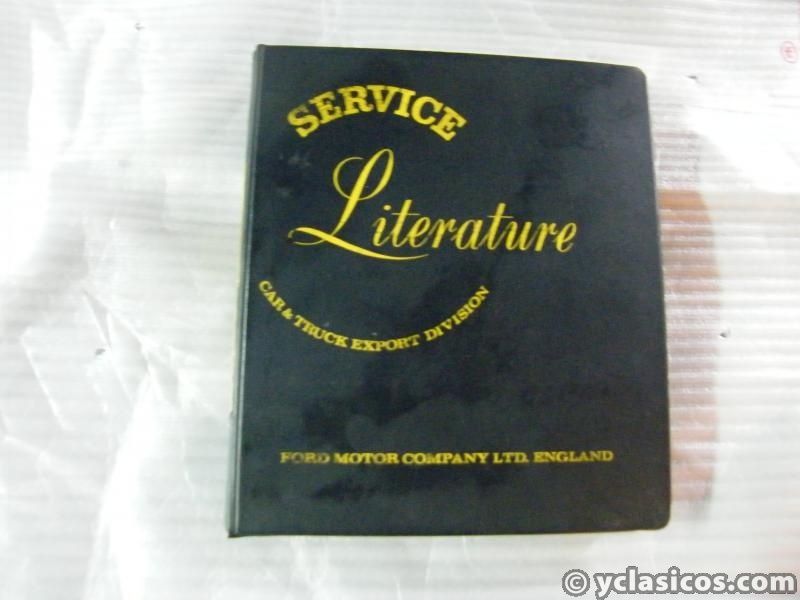 SERVICE
Literature
CAR & TRUCK EXPORT DIVISION
FORD MOTOR COMPANY LTD. ENGLAND
© yclasicos.com